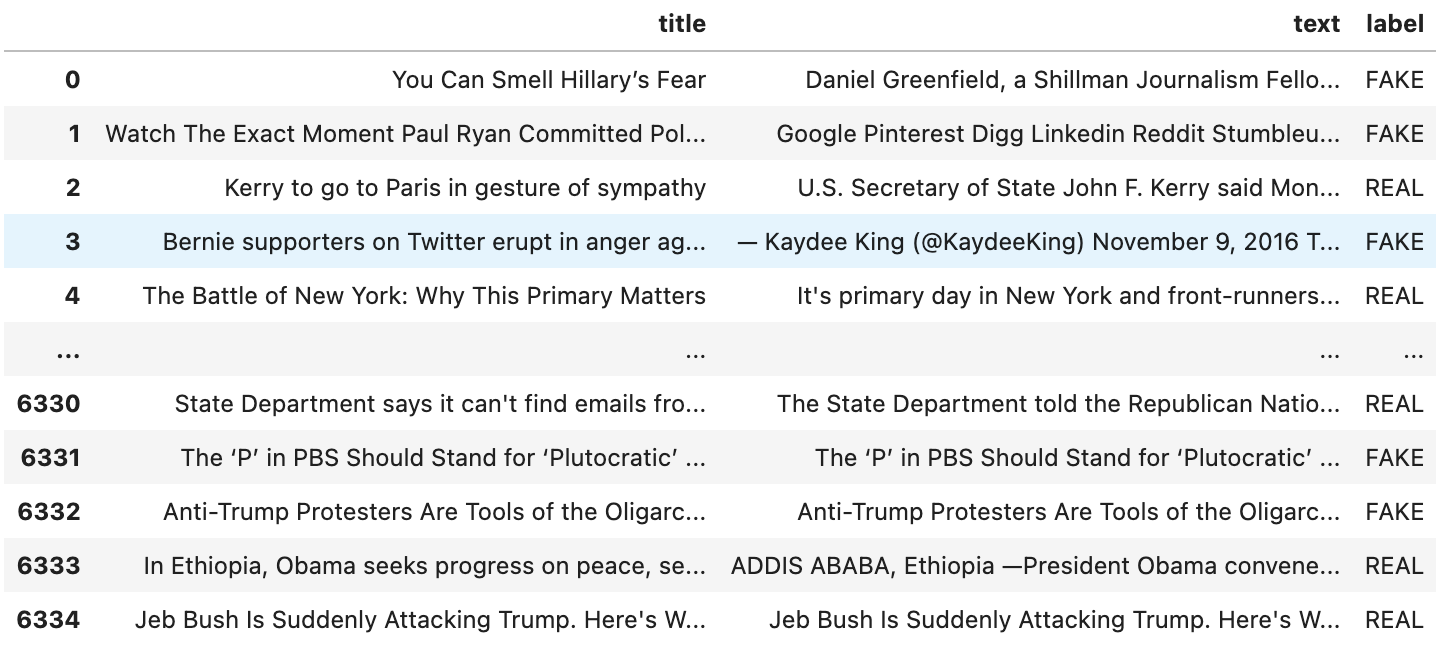 title text label
0 You Can Smell Hillary’s Fear Daniel Greenfield, a Shillman Journalism Fello... FAKE
1 Watch The Exact Moment Paul Ryan Committed Pol... Google Pinterest Digg Linkedin Reddit Stumbleu... FAKE
2 Kerry to go to Paris in gesture of sympathy U.S. Secretary of State John F. Kerry said Mon... REAL
3 Bernie supporters on Twitter erupt in anger ag... — Kaydee King (@KaydeeKing) November 9, 2016 T... FAKE
4 The Battle of New York: Why This Primary Matters It's primary day in New York and front-runners... REAL
... ... ... ...
6330 State Department says it can't find emails fro... The State Department told the Republican Natio... REAL
6331 The ‘P’ in PBS Should Stand for ‘Plutocratic’ ... The ‘P’ in PBS Should Stand for ‘Plutocratic’ ... FAKE
6332 Anti-Trump Protesters Are Tools of the Oligarc... Anti-Trump Protesters Are Tools of the Oligarc... FAKE
6333 In Ethiopia, Obama seeks progress on peace, se... ADDIS ABABA, Ethiopia —President Obama convene... REAL
6334 Jeb Bush Is Suddenly Attacking Trump. Here's W... Jeb Bush Is Suddenly Attacking Trump. Here's W... REAL